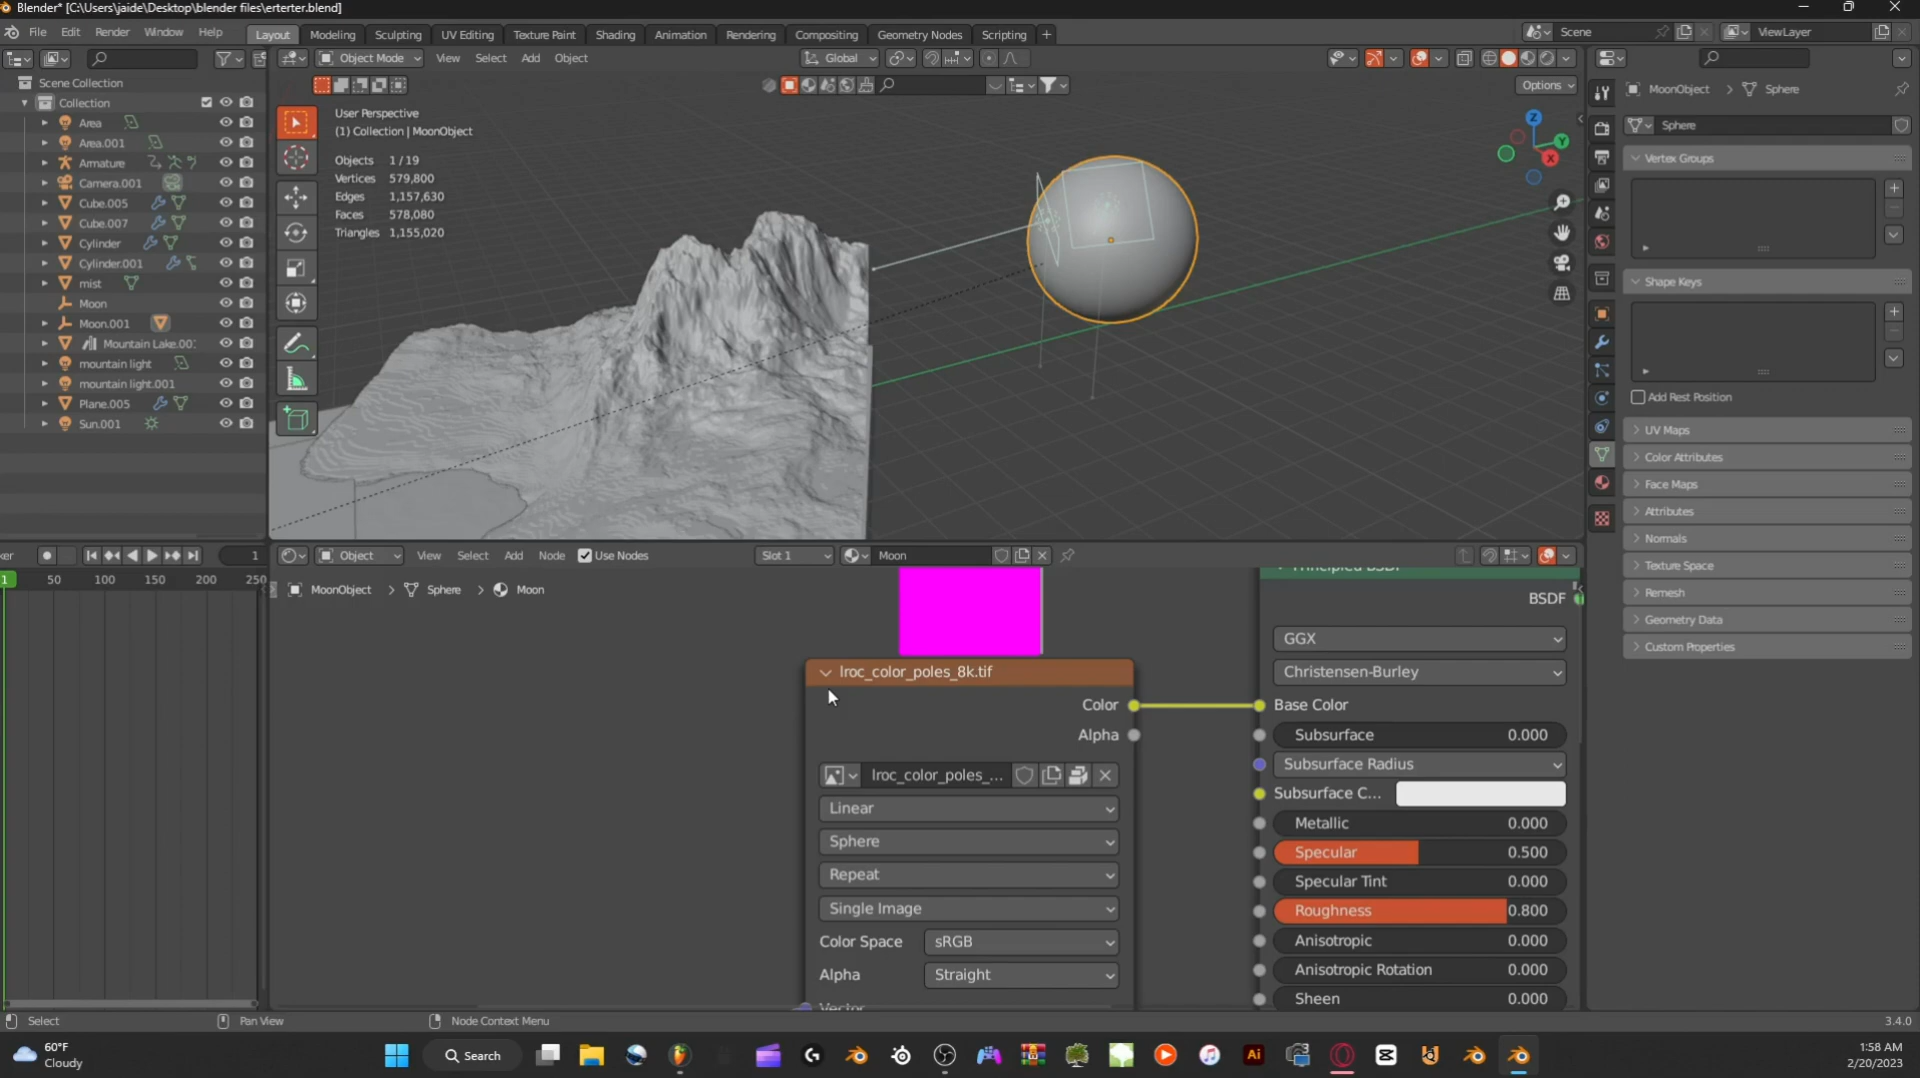 Blender* [C:\Users\jaide\Desktop\blender files\erterter.blend]
File Edit Render Window Help Layout Modeling Sculpting UV Editing Texture Paint Shading Animation Rendering Compositing Geometry Nodes Scripting + Scene ViewLayer
Object Mode View Select Add Object Global
Options
Scene Collection
Collection
Area
Area.001
Armature
Camera.001
Cube.005
Cube.007
Cylinder
Cylinder.001
mist
Moon
Moon.001
Mountain Lake.00
mountain light
mountain light.001
Plane.005
Sun.001
User Perspective
(1) Collection | MoonObject
Objects 1/19
Vertices 579,800
Edges 1,157,630
Faces 578,080
Triangles 1,155,020
Z
Y
X
MoonObject > Sphere
Sphere
Vertex Groups
Shape Keys
Add Rest Position
UV Maps
Color Attributes
Face Maps
Attributes
Normals
Texture Space
Remesh
Geometry Data
Custom Properties
ker 1
1 50 100 150 200 250
Object View Select Add Node Use Nodes Slot 1 Moon
MoonObject > Sphere > Moon
lroc_color_poles_8k.tif
Color
Alpha
lroc_color_poles_...
Linear
Sphere
Repeat
Single Image
Color Space sRGB
Alpha Straight
Vector
Principled BSDF
BSDF
GGX
Christensen-Burley
Base Color
Subsurface 0.000
Subsurface Radius
Subsurface C...
Metallic 0.000
Specular 0.500
Specular Tint 0.000
Roughness 0.800
Anisotropic 0.000
Anisotropic Rotation 0.000
Sheen 0.000
Select Pan View Node Context Menu 3.4.0
60°F
Cloudy
Search
Ai
1:58 AM
2/20/2023